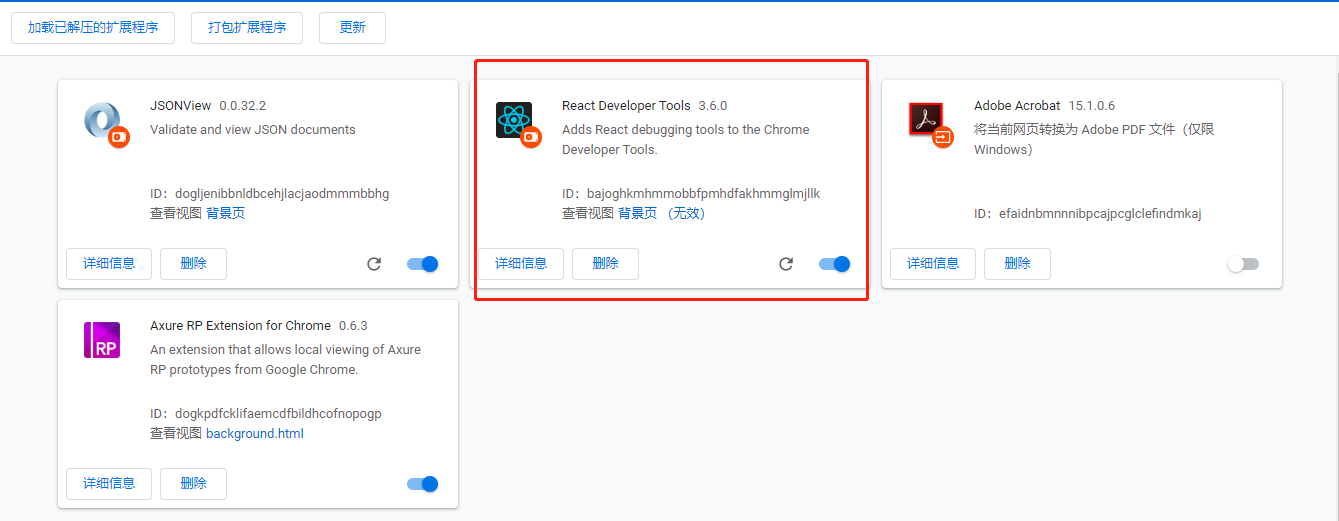 加载已解压的扩展程序 打包扩展程序 更新
JSONView 0.0.32.2
Validate and view JSON documents
ID：dogljenibbnldbcehjlacjaodmmmbbhg
查看视图 背景页
详细信息 删除
React Developer Tools 3.6.0
Adds React debugging tools to the Chrome
Developer Tools.
ID：bajoghkmhmmobbfpmhdfakhmmglmjllk
查看视图 背景页 （无效）
详细信息 删除
Adobe Acrobat 15.1.0.6
将当前网页转换为 Adobe PDF 文件（仅限
Windows）
ID：efaidnbmnnnibpcajpcglclefindmkaj
详细信息 删除
RP
Axure RP Extension for Chrome 0.6.3
An extension that allows local viewing of Axure
RP prototypes from Google Chrome.
ID：dogkpdfcklifaemcdfbildhcofnopogp
查看视图 background.html
详细信息 删除